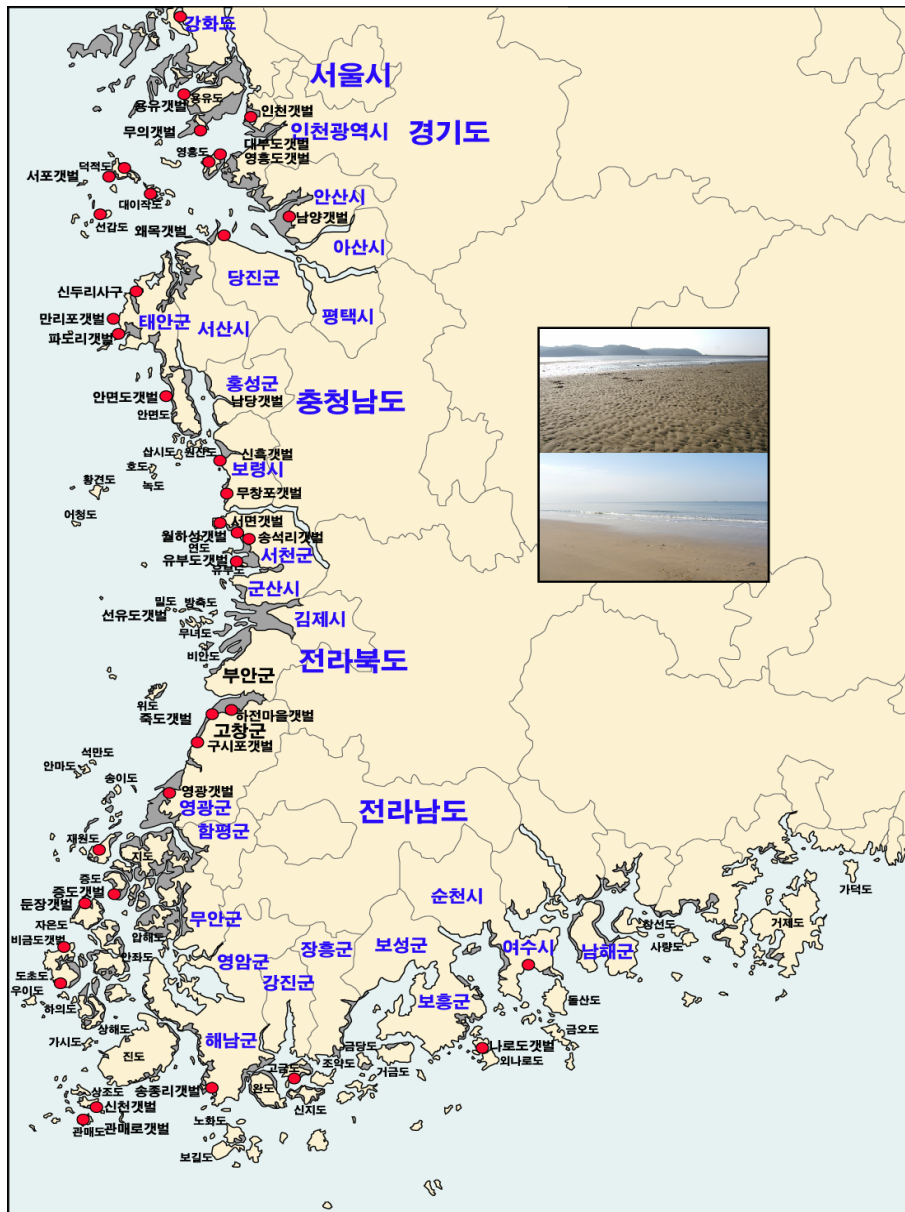 강화도
서울시
용유도
용유갯벌
인천갯벌
무의갯벌
인천광역시
경기도
대부도갯벌
영흥도
영흥도갯벌
덕적도
서포갯벌
대이작도
안산시
선갑도
남양갯벌
왜목갯벌
아산시
당진군
신두리사구
만리포갯벌
태안군
평택시
파도리갯벌
서산시
홍성군
안면도갯벌
남당갯벌
충청남도
안면도
삽시도
원산도
신흑갯벌
호도
보령시
황견도
녹도
무창포갯벌
어청도
서면갯벌
월하성갯벌
송석리갯벌
연도
서천군
유부도갯벌
유부도
군산시
밀도
방축도
선유도갯벌
김제시
무녀도
비안도
전라북도
부안군
위도
죽도갯벌
하전마을갯벌
고창군
구시포갯벌
석만도
안마도
송이도
영광갯벌
영광군
전라남도
함평군
재원도
지도
증도
증도갯벌
둔장갯벌
순천시
가덕도
자은도
무안군
창선도
거제도
비금도갯벌
압해도
장흥군
보성군
여수시
남해군
사량도
안좌도
영암군
도초도
강진군
우이도
하의도
보흥군
돌산도
상해도
해남군
금오도
가시도
금당도
나로도갯벌
진도
고금도
조약도
거금도
외나로도
상조도
송종리갯벌
완도
신지도
신천갯벌
관매도
관매로갯벌
노화도
보길도